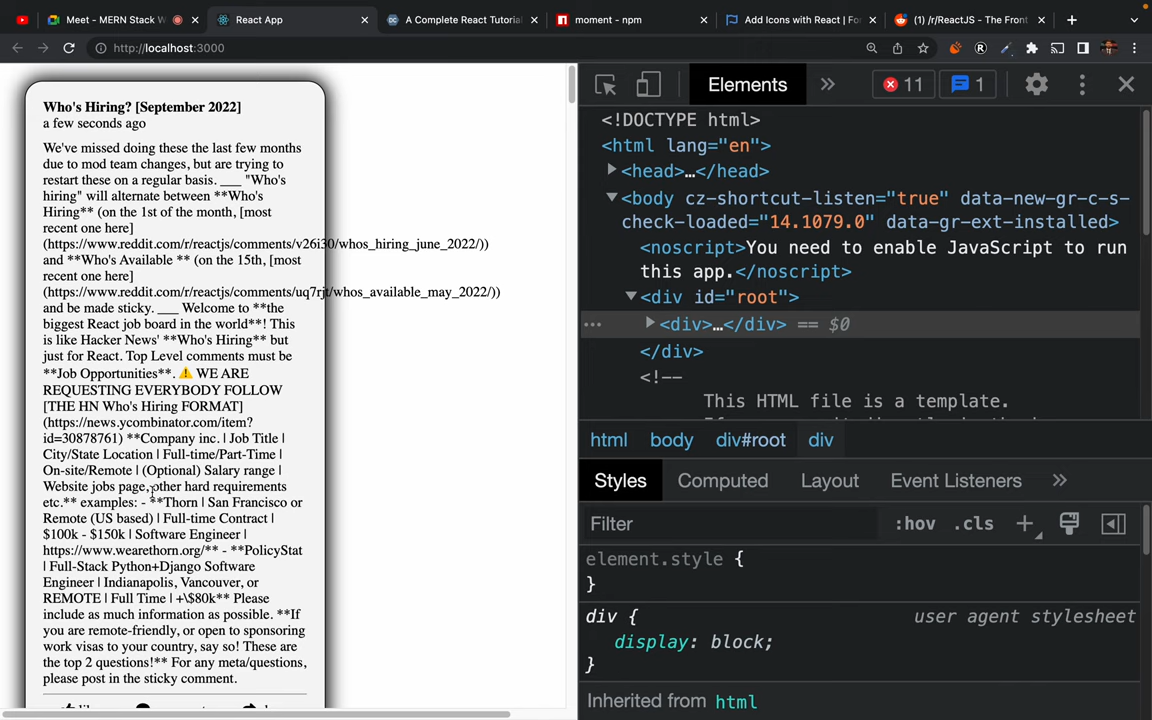 Meet - MERN Stack W
React App
A Complete React Tutorial
moment - npm
Add Icons with React | Fo
(1) /r/ReactJS - The Front
http://localhost:3000
Who's Hiring? [September 2022]
a few seconds ago
We've missed doing these the last few months
due to mod team changes, but are trying to
restart these on a regular basis. ___ "Who's
hiring" will alternate between **Who's
Hiring** (on the 1st of the month, [most
recent one here]
(https://www.reddit.com/r/reactjs/comments/v26i30/whos_hiring_june_2022/))
and **Who's Available ** (on the 15th, [most
recent one here]
(https://www.reddit.com/r/reactjs/comments/uq7rjt/whos_available_may_2022/))
and be made sticky. ___ Welcome to **the
biggest React job board in the world**! This
is like Hacker News' **Who's Hiring** but
just for React. Top Level comments must be
**Job Opportunities**. ⚠️ WE ARE
REQUESTING EVERYBODY FOLLOW
[THE HN Who's Hiring FORMAT]
(https://news.ycombinator.com/item?
id=30878761) **Company inc. | Job Title |
City/State Location | Full-time/Part-Time |
On-site/Remote | (Optional) Salary range |
Website jobs page, other hard requirements
etc.** examples: - **Thorn | San Francisco or
Remote (US based) | Full-time Contract |
$100k - $150k | Software Engineer |
https://www.wearethorn.org/** - **PolicyStat
| Full-Stack Python+Django Software
Engineer | Indianapolis, Vancouver, or
REMOTE | Full Time | +\$80k** Please
include as much information as possible. **If
you are remote-friendly, or open to sponsoring
work visas to your country, say so! These are
the top 2 questions!** For any meta/questions,
please post in the sticky comment.
Elements
11
1
<!DOCTYPE html>
<html lang="en">
<head>…</head>
<body cz-shortcut-listen="true" data-new-gr-c-s-
check-loaded="14.1079.0" data-gr-ext-installed>
<noscript>You need to enable JavaScript to run
this app.</noscript>
<div id="root">
<div>…</div> == $0
</div>
<!--
This HTML file is a template.
html body div#root div
Styles Computed Layout Event Listeners
Filter
:hov .cls
element.style {
}
div { user agent stylesheet
display: block;
}
Inherited from html